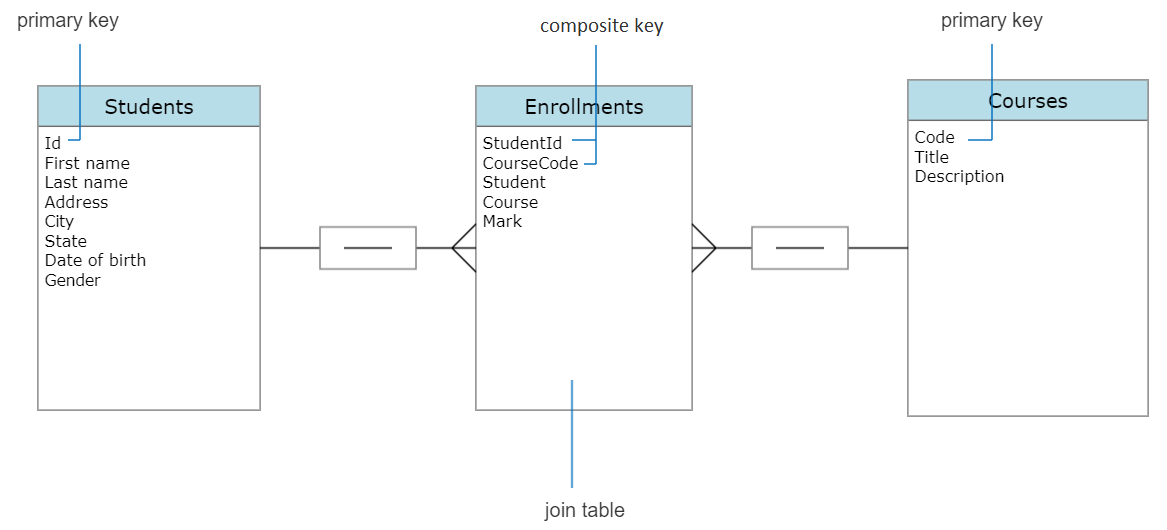 primary key
composite key
primary key
Students
Id
First name
Last name
Address
City
State
Date of birth
Gender
Enrollments
StudentId
CourseCode
Student
Course
Mark
Courses
Code
Title
Description
join table